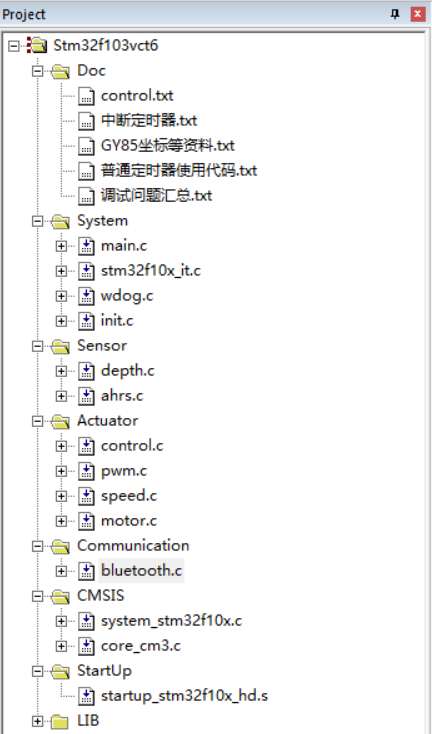 Project
Stm32f103vct6
Doc
control.txt
中断定时器.txt
GY85坐标等资料.txt
普通定时器使用代码.txt
调试问题汇总.txt
System
main.c
stm32f10x_it.c
wdog.c
init.c
Sensor
depth.c
ahrs.c
Actuator
control.c
pwm.c
speed.c
motor.c
Communication
bluetooth.c
CMSIS
system_stm32f10x.c
core_cm3.c
StartUp
startup_stm32f10x_hd.s
LIB